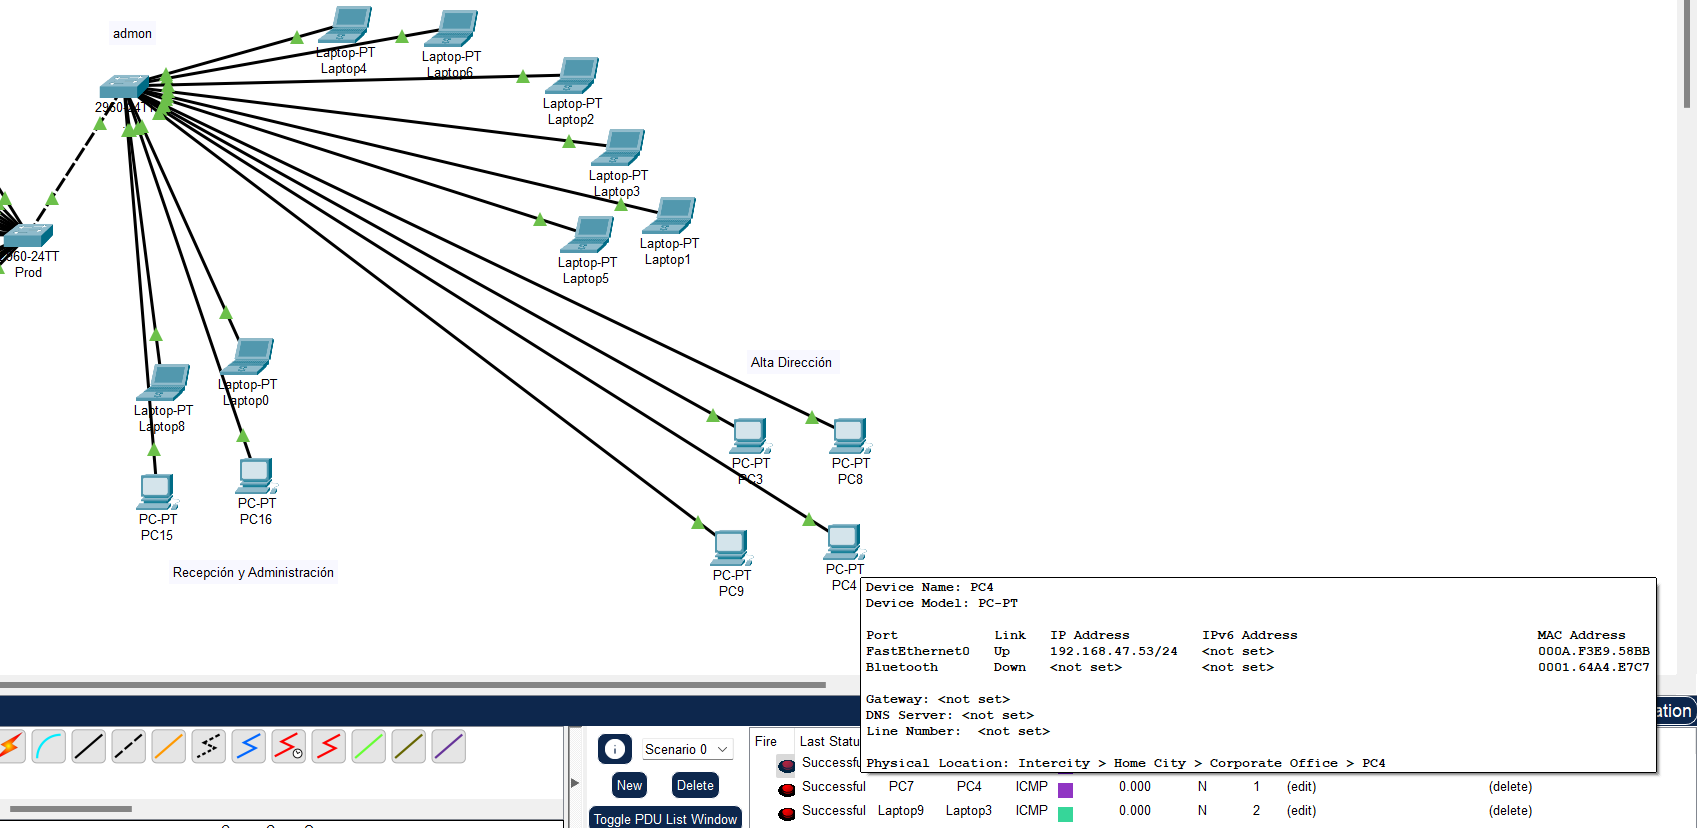 admon
Laptop-PT
Laptop4
Laptop-PT
Laptop6
Laptop-PT
Laptop2
2960-24TT
Laptop-PT
Laptop3
Laptop-PT
Laptop1
Laptop-PT
Laptop5
960-24TT
Prod
Alta Dirección
Laptop-PT
Laptop0
Laptop-PT
Laptop8
PC-PT
PC3
PC-PT
PC8
PC-PT
PC16
PC-PT
PC15
PC-PT
PC9
PC-PT
PC4
Recepción y Administración
Device Name: PC4
Device Model: PC-PT
Port Link IP Address IPv6 Address MAC Address
FastEthernet0 Up 192.168.47.53/24 <not set> 000A.F3E9.58BB
Bluetooth Down <not set> <not set> 0001.64A4.E7C7
Gateway: <not set>
DNS Server: <not set>
Line Number: <not set>
Physical Location: Intercity > Home City > Corporate Office > PC4
ation
Scenario 0
New
Delete
Toggle PDU List Window
Fire Last Statu
Successfu
Successful PC7 PC4 ICMP 0.000 N 1 (edit) (delete)
Successful Laptop9 Laptop3 ICMP 0.000 N 2 (edit) (delete)